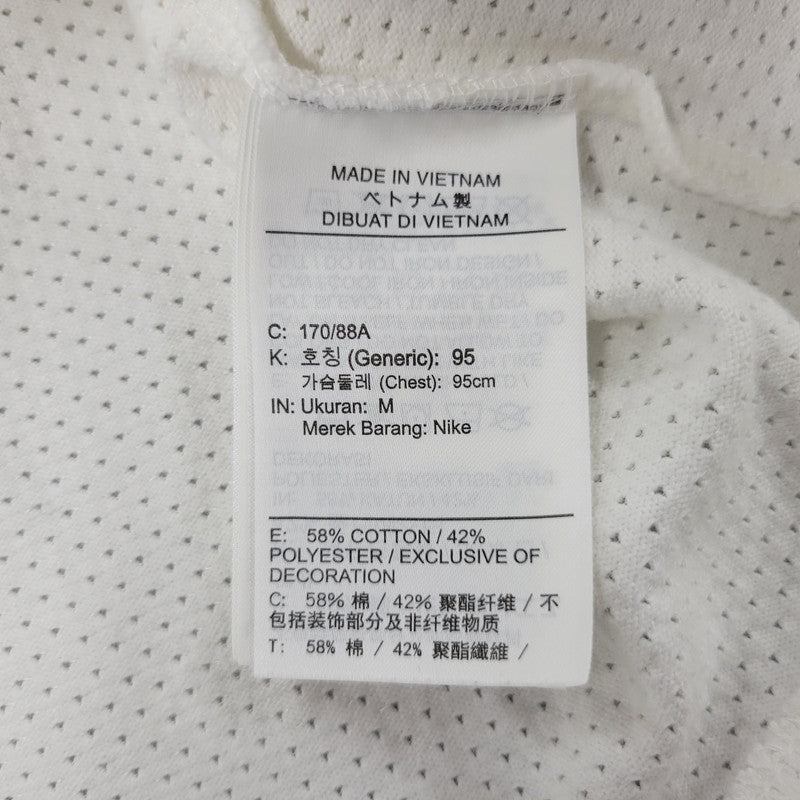 MADE IN VIETNAM
ベトナム製
DIBUAT DI VIETNAM
C: 170/88A
K: 호칭 (Generic): 95
가슴둘레 (Chest): 95cm
IN: Ukuran: M
Merek Barang: Nike
E: 58% COTTON / 42%
POLYESTER / EXCLUSIVE OF
DECORATION
C: 58% 棉 / 42% 聚酯纤维 / 不
包括装饰部分及非纤维物质
T: 58% 棉 / 42% 聚酯纖維 /